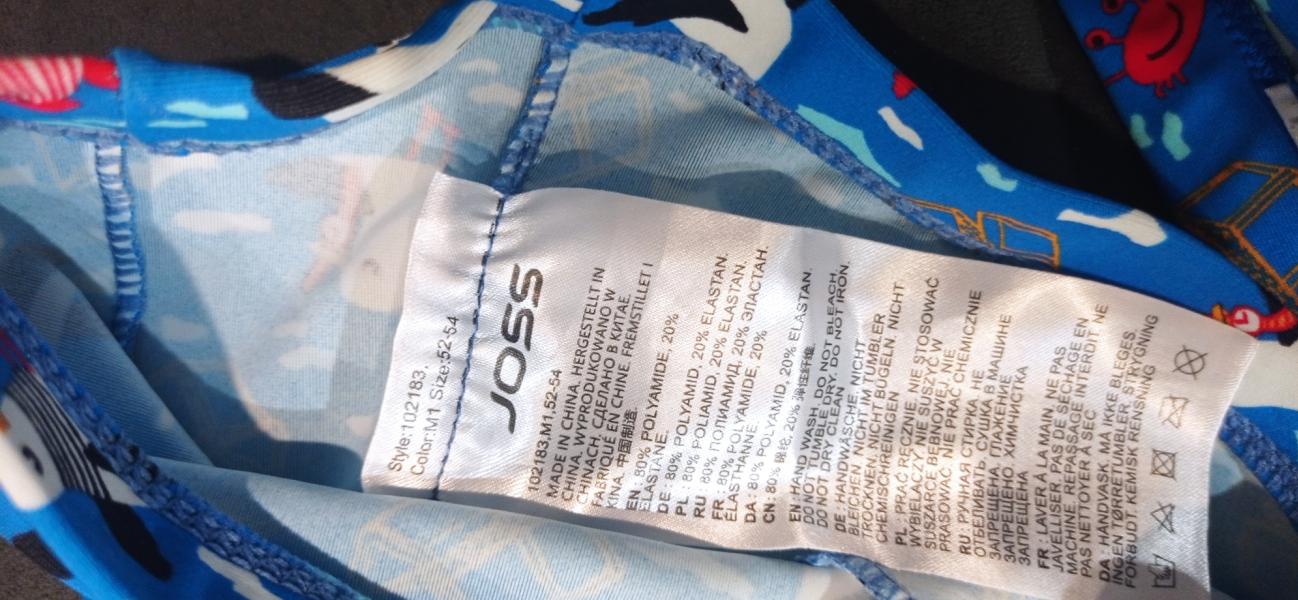 Style:102183.
Color:M1 Size:52-54
JOSS
102183,M1,52-54
MADE IN CHINA. HERGESTELLT IN
CHINA. WYPRODUKOWANO W
CHINACH. СДЕЛАНО В КИТАЕ.
FABRIQUÉ EN CHINE. FREMSTILLET I
KINA. 中国制造.
EN : 80% POLYAMIDE, 20%
ELASTANE.
DE : 80% POLYAMID, 20% ELASTAN.
PL : 80% POLIAMID, 20% ELASTAN.
RU : 80% ПОЛИАМИД, 20% ЭЛАСТАН.
FR : 80% POLYAMIDE, 20%
ELASTHANNE.
DA : 80% POLYAMID, 20% ELASTAN.
CN : 80% 锦纶, 20% 弹性纤维.
EN : HAND WASH. DO NOT BLEACH.
DO NOT TUMBLE DRY. DO NOT IRON.
DO NOT DRY CLEAN.
DE : HANDWÄSCHE, NICHT
BLEICHEN, NICHT IM TUMBLER
TROCKNEN, NICHT BÜGELN, NICHT
CHEMISCHREINIGEN
PL : PRAĆ RĘCZNIE, NIE STOSOWAĆ
WYBIELACZY, NIE SUSZYĆ W
SUSZARCE BĘBNOWEJ, NIE
PRASOWAĆ, NIE PRAĆ CHEMICZNIE
RU : РУЧНАЯ СТИРКА, НЕ
ОТБЕЛИВАТЬ, СУШКА В МАШИНЕ
ЗАПРЕЩЕНА, ГЛАЖЕНИЕ
ЗАПРЕЩЕНО, ХИМЧИСТКА
ЗАПРЕЩЕНА
FR : LAVER À LA MAIN, NE PAS
JAVELLISER, PAS DE SÉCHAGE EN
MACHINE, REPASSAGE INTERDIT, NE
PAS NETTOYER À SEC
DA : HANDVASK, MÅ IKKE BLEGES,
INGEN TØRRETUMBLER, STRYGNING
FORBUDT, KEMISK RENSNING